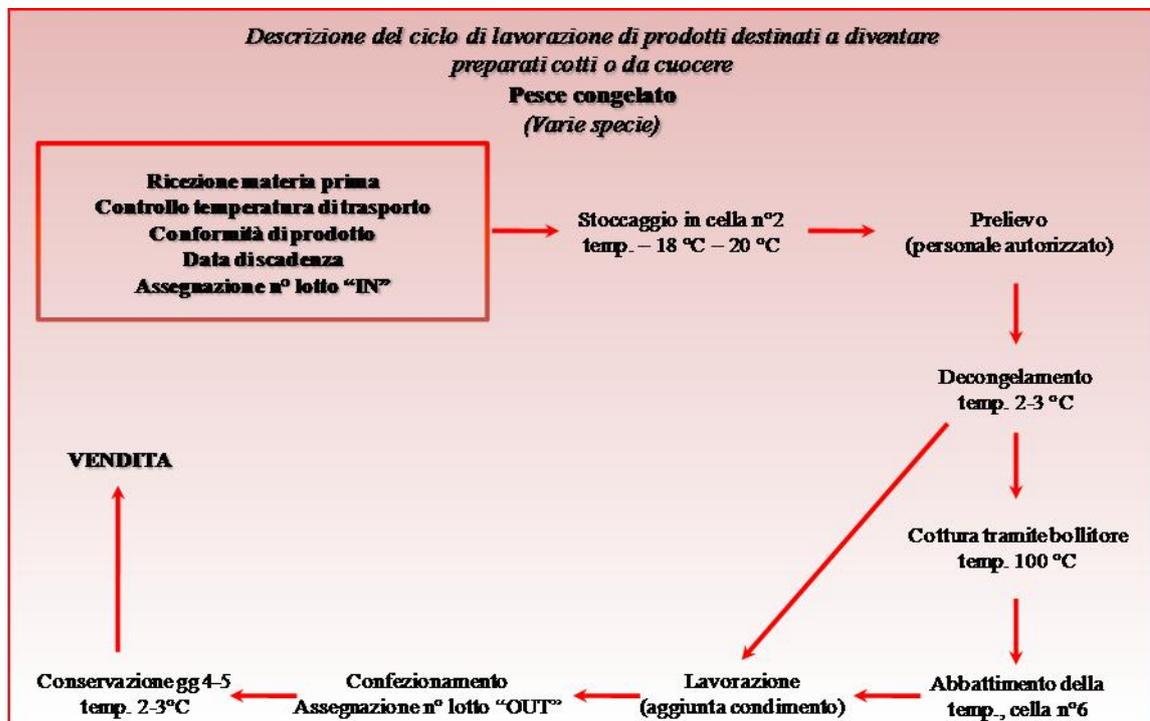 Descrizione del ciclo di lavorazione di prodotti destinati a diventare
preparati cotti o da cuocere
Pesce congelato
(Varie specie)
Ricezione materia prima
Controllo temperatura di trasporto
Conformità di prodotto
Data di scadenza
Assegnazione n° lotto “IN”
Stoccaggio in cella n°2
temp. – 18 °C – 20 °C
Prelievo
(personale autorizzato)
Decongelamento
temp. 2-3 °C
Cottura tramite bollitore
temp. 100 °C
Abbattimento della
temp., cella n°6
Lavorazione
(aggiunta condimento)
Confezionamento
Assegnazione n° lotto “OUT”
Conservazione gg 4-5
temp. 2-3°C
VENDITA